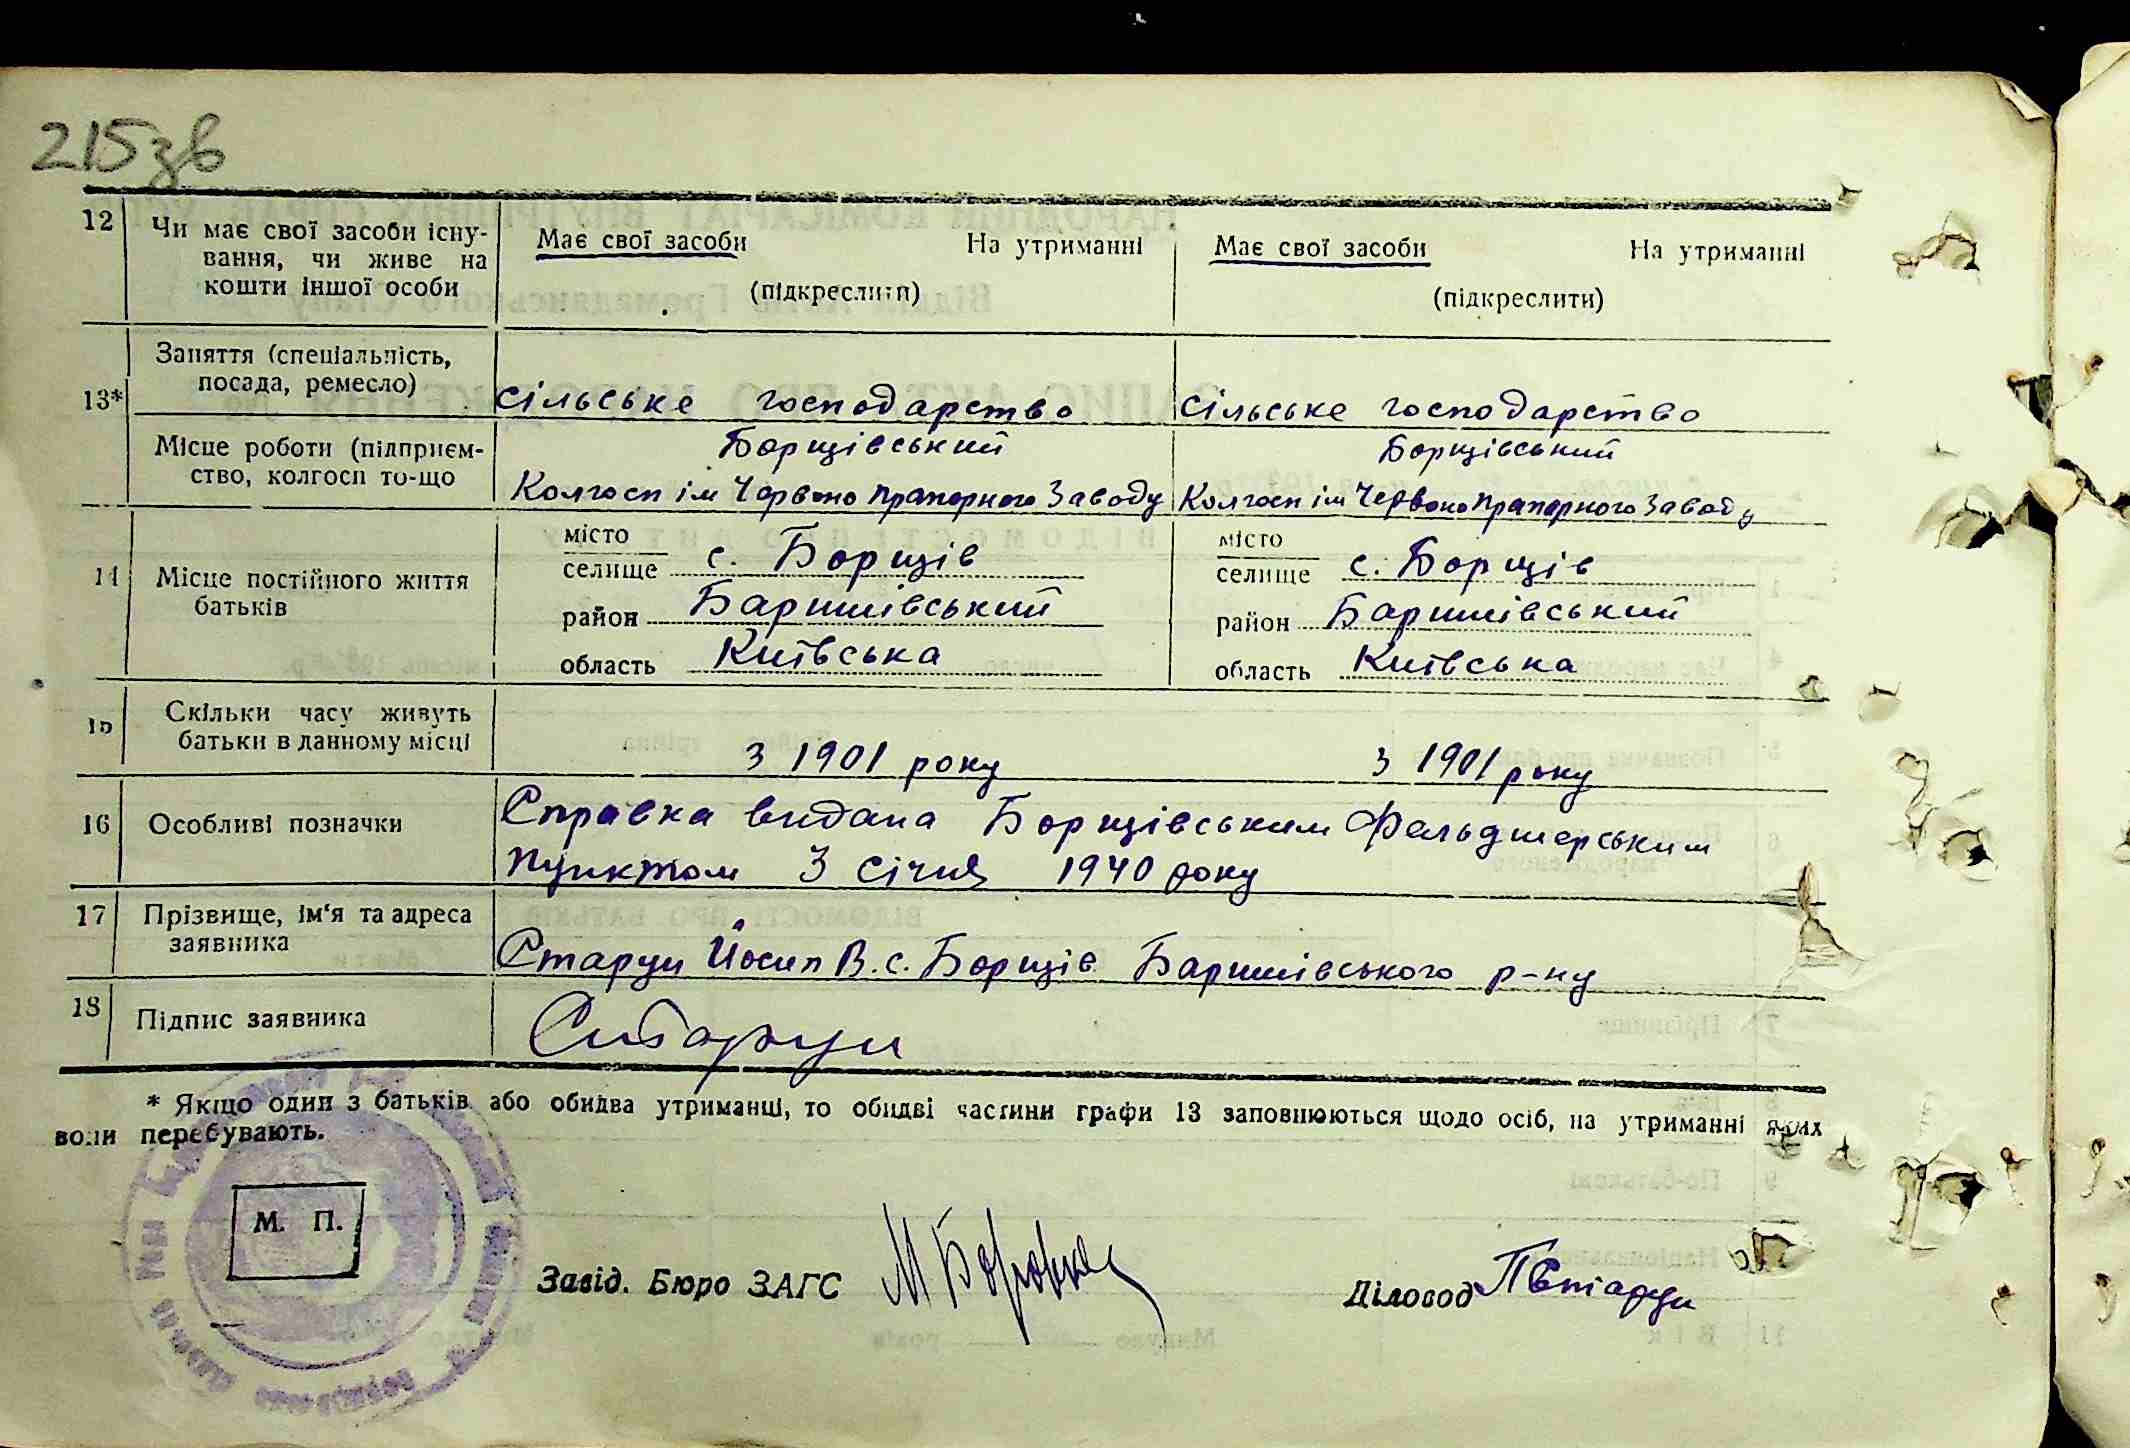 215зв
12 Чи має свої засоби існу- Має свої засоби На утриманні Має свої засоби На утриманні
вання, чи живе на
кошти іншої особи (підкреслити) (підкреслити)
Заняття (спеціальність,
посада, ремесло)
13* сільське господарство сільське господарство
Місце роботи (підприєм- Борщівський Борщівський
ство, колгосп то-що Колгосп ім Червоно прапорного Заводу Колгосп ім Червоно прапорного Заводу
місто місто
селище с. Борщів селище с. Борщів
14 Місце постійного життя
батьків район Баришівський район Баришівський
область Київська область Київська
15 Скільки часу живуть
батьки в данному місці з 1901 року з 1901 року
16 Особливі позначки Справка видана Борщівським Фельдшерським
пунктом 3 січня 1940 року
17 Прізвище, ім‘я та адреса
заявника Старун Йосип В. с. Борщів Баришівського р-ну
18 Підпис заявника Старун
* Якщо один з батьків або обидва утриманці, то обидві частини графи 13 заповнюються щодо осіб, на утриманні яких
вони перебувають.
М. П.
Завід. Бюро ЗАГС
Діловод